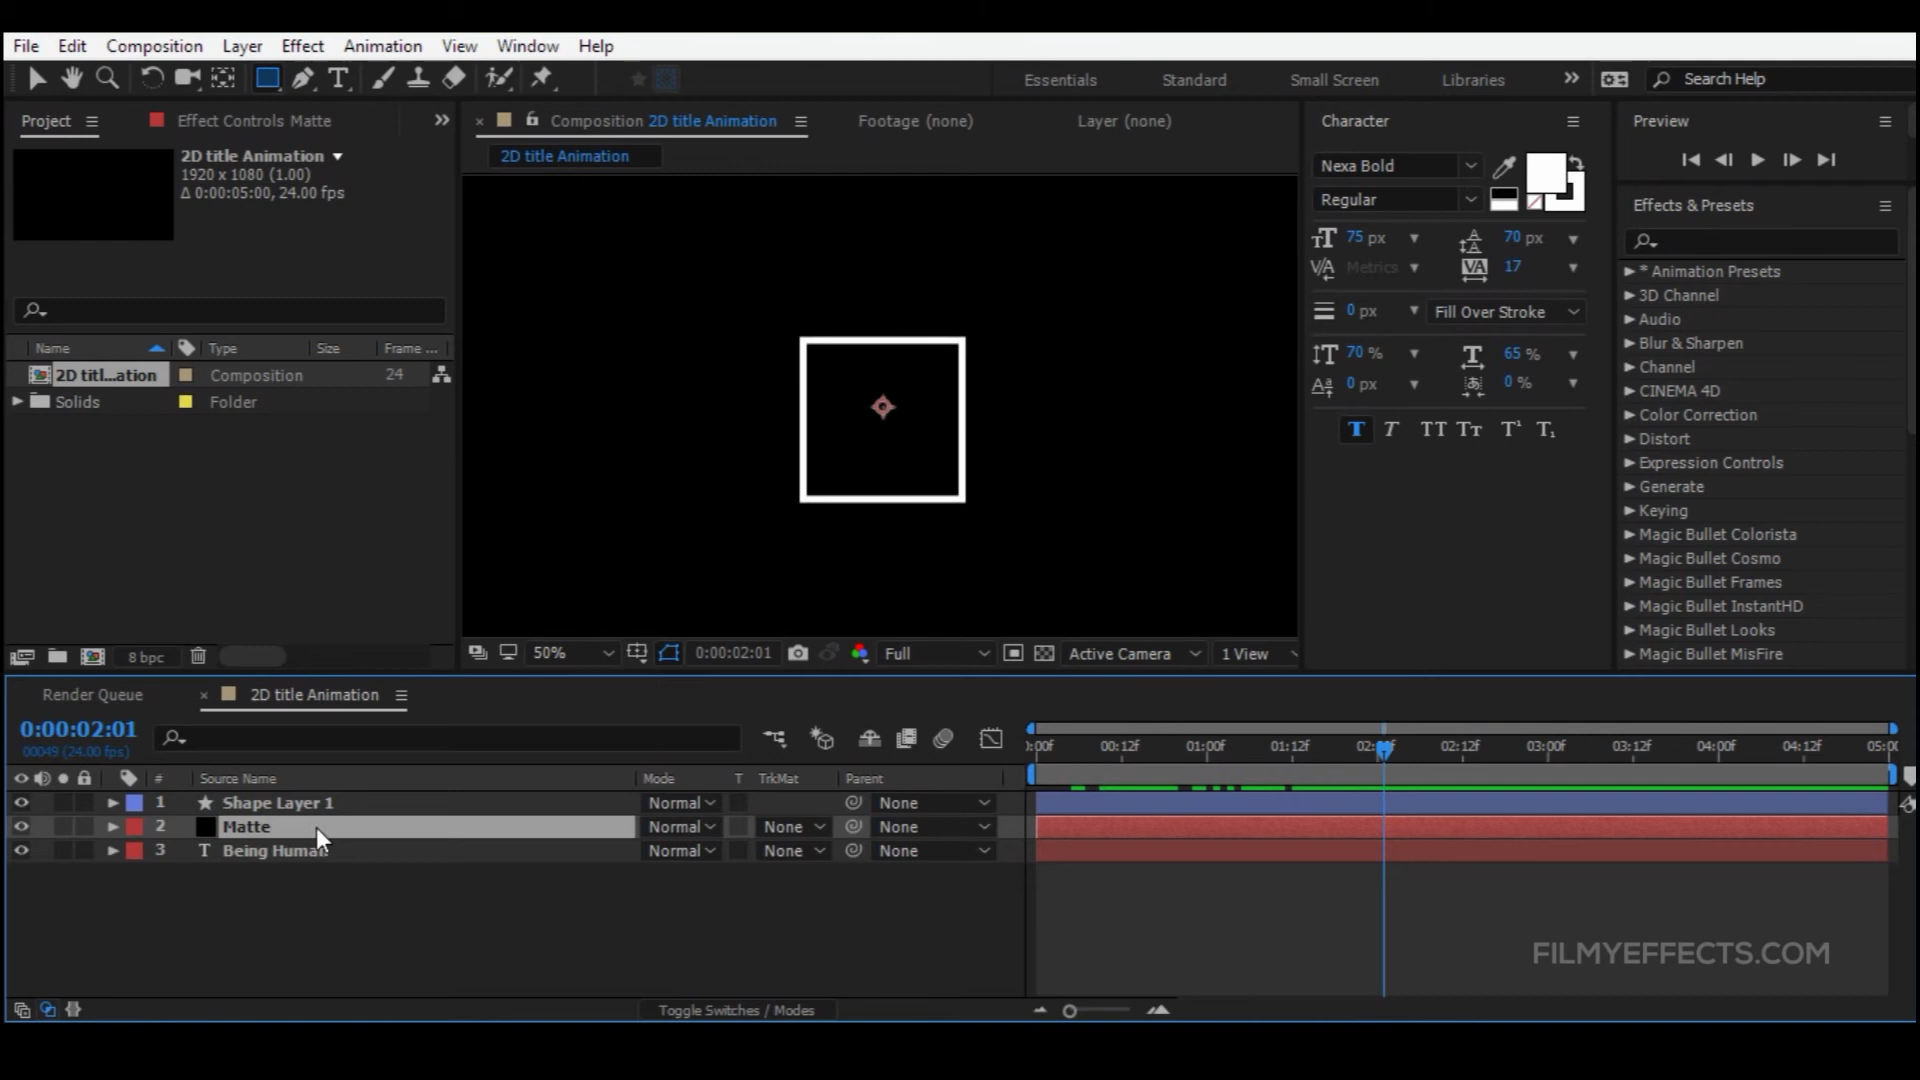 File Edit Composition Layer Effect Animation View Window Help
Essentials Standard Small Screen Libraries Search Help
Project
Effect Controls Matte
2D title Animation
1920 x 1080 (1.00)
Δ 0:00:05:00, 24.00 fps
Name Type Size Frame ...
2D titl...ation Composition 24
Solids Folder
8 bpc
Composition 2D title Animation Footage (none) Layer (none)
2D title Animation
50% 0:00:02:01 Full Active Camera 1 View
Character
Nexa Bold
Regular
75 px 70 px
Metrics 17
0 px Fill Over Stroke
70 % 65 %
0 px 0 %
T T TT Tt T¹ T₁
Preview
Effects & Presets
* Animation Presets
3D Channel
Audio
Blur & Sharpen
Channel
CINEMA 4D
Color Correction
Distort
Expression Controls
Generate
Keying
Magic Bullet Colorista
Magic Bullet Cosmo
Magic Bullet Frames
Magic Bullet InstantHD
Magic Bullet Looks
Magic Bullet MisFire
Render Queue 2D title Animation
0:00:02:01
00049 (24.00 fps)
# Source Name Mode T TrkMat Parent
1 Shape Layer 1 Normal None
2 Matte Normal None None
3 T Being Human Normal None None
:00f 00:12f 01:00f 01:12f 02:12f 03:00f 03:12f 04:00f 04:12f
FILMYEFFECTS.COM
Toggle Switches / Modes